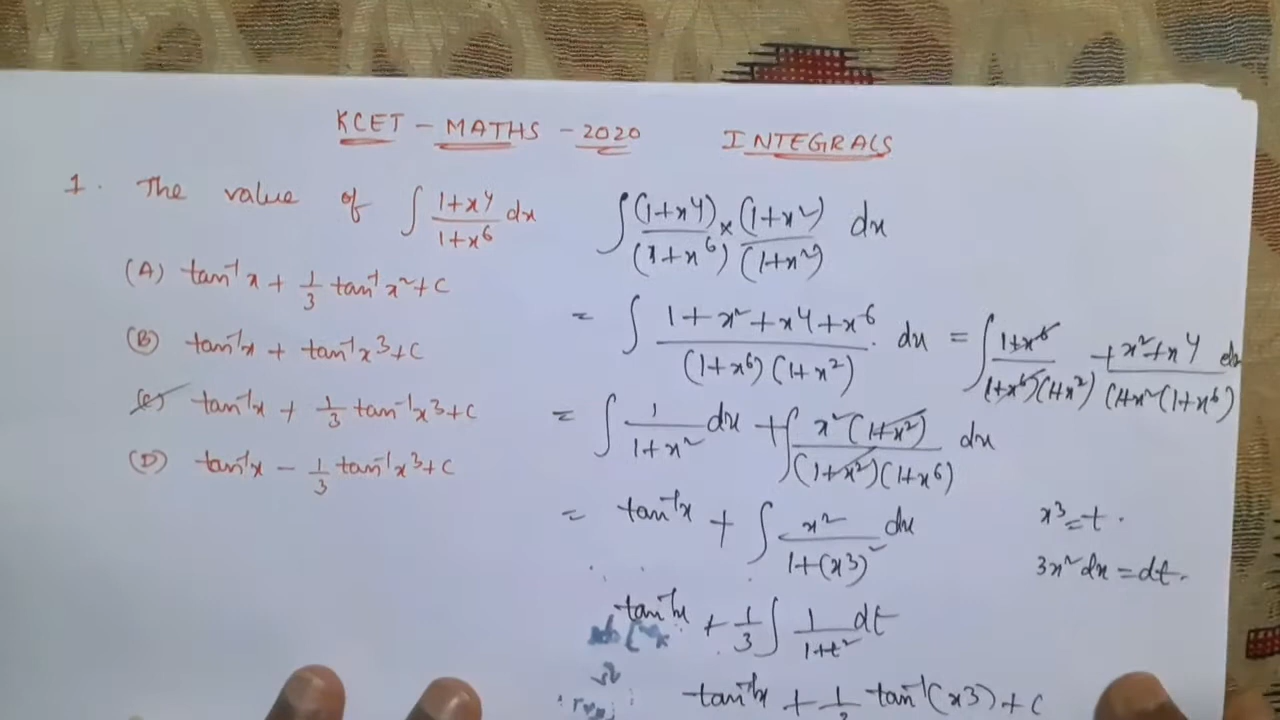 KCET - MATHS - 2020 INTEGRALS
1. The value of ∫ (1+x⁴)/(1+x⁶) dx
(A) tan⁻¹x + 1/3 tan⁻¹x² + C
(B) tan⁻¹x + tan⁻¹x³ + C
(C) tan⁻¹x + 1/3 tan⁻¹x³ + C
(D) tan⁻¹x - 1/3 tan⁻¹x³ + C
∫ (1+x⁴)/(1+x⁶) × (1+x²)/(1+x²) dx
= ∫ (1+x²+x⁴+x⁶)/((1+x⁶)(1+x²)) dx = ∫ (1+x⁶)/((1+x⁶)(1+x²)) + (x²+x⁴)/((1+x²(1+x⁶)) dx
= ∫ 1/(1+x²) dx + ∫ x²(1+x²)/((1+x²)(1+x⁶)) dx
= tan⁻¹x + ∫ x²/(1+(x3)²) dx
x³=t.
3x²dx = dt.
tan⁻¹x + 1/3 ∫ 1/(1+t²) dt
tan⁻¹x + 1/3 tan⁻¹(x3) + C